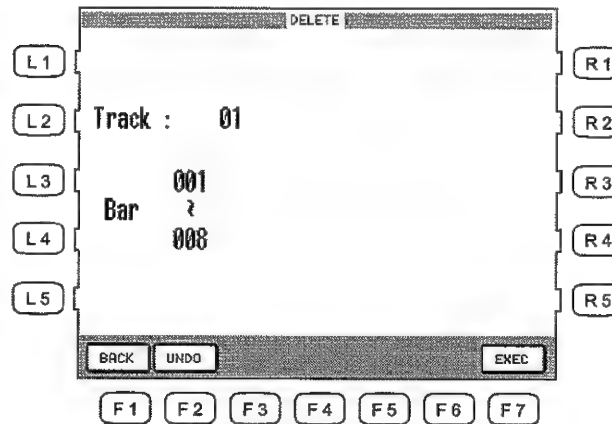 DELETE
L1 R1
L2 Track : 01 R2
L3 001 R3
Bar ~
L4 008 R4
L5 R5
BACK UNDO EXEC
F1 F2 F3 F4 F5 F6 F7